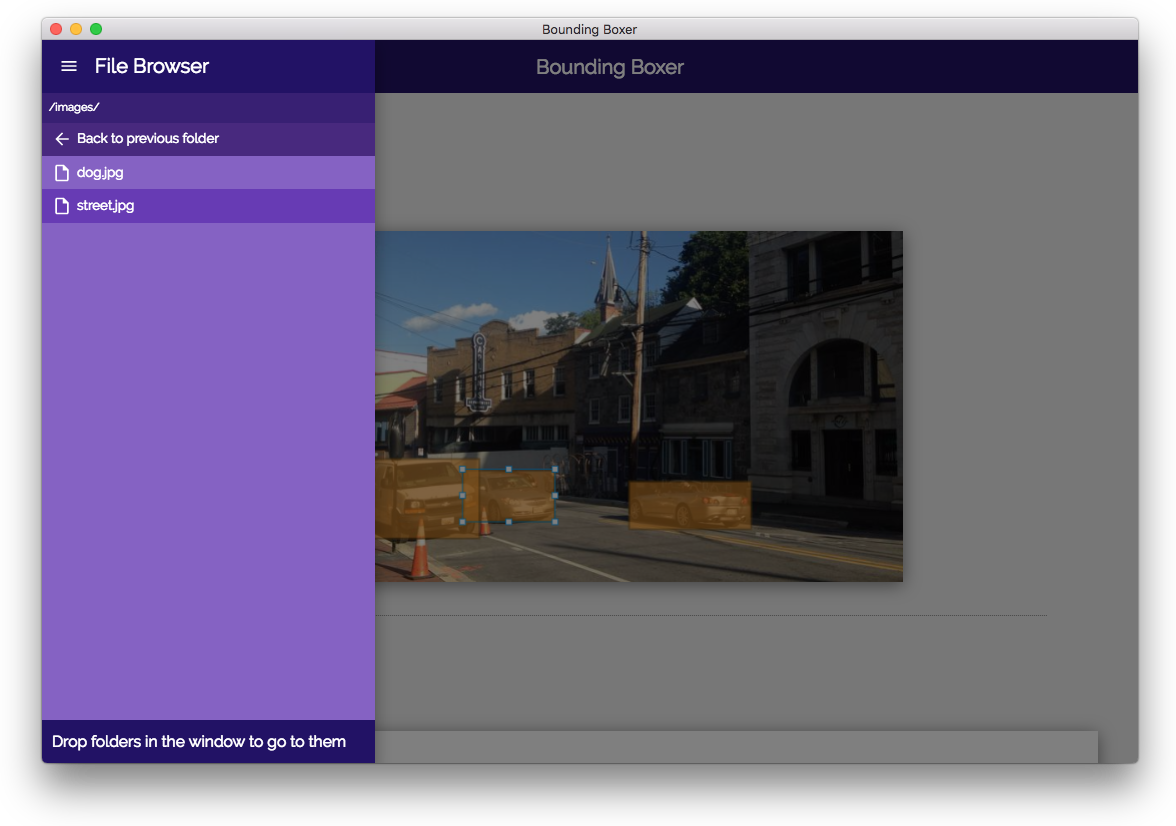 Bounding Boxer
File Browser
Bounding Boxer
/images/
Back to previous folder
dog.jpg
street.jpg
Drop folders in the window to go to them